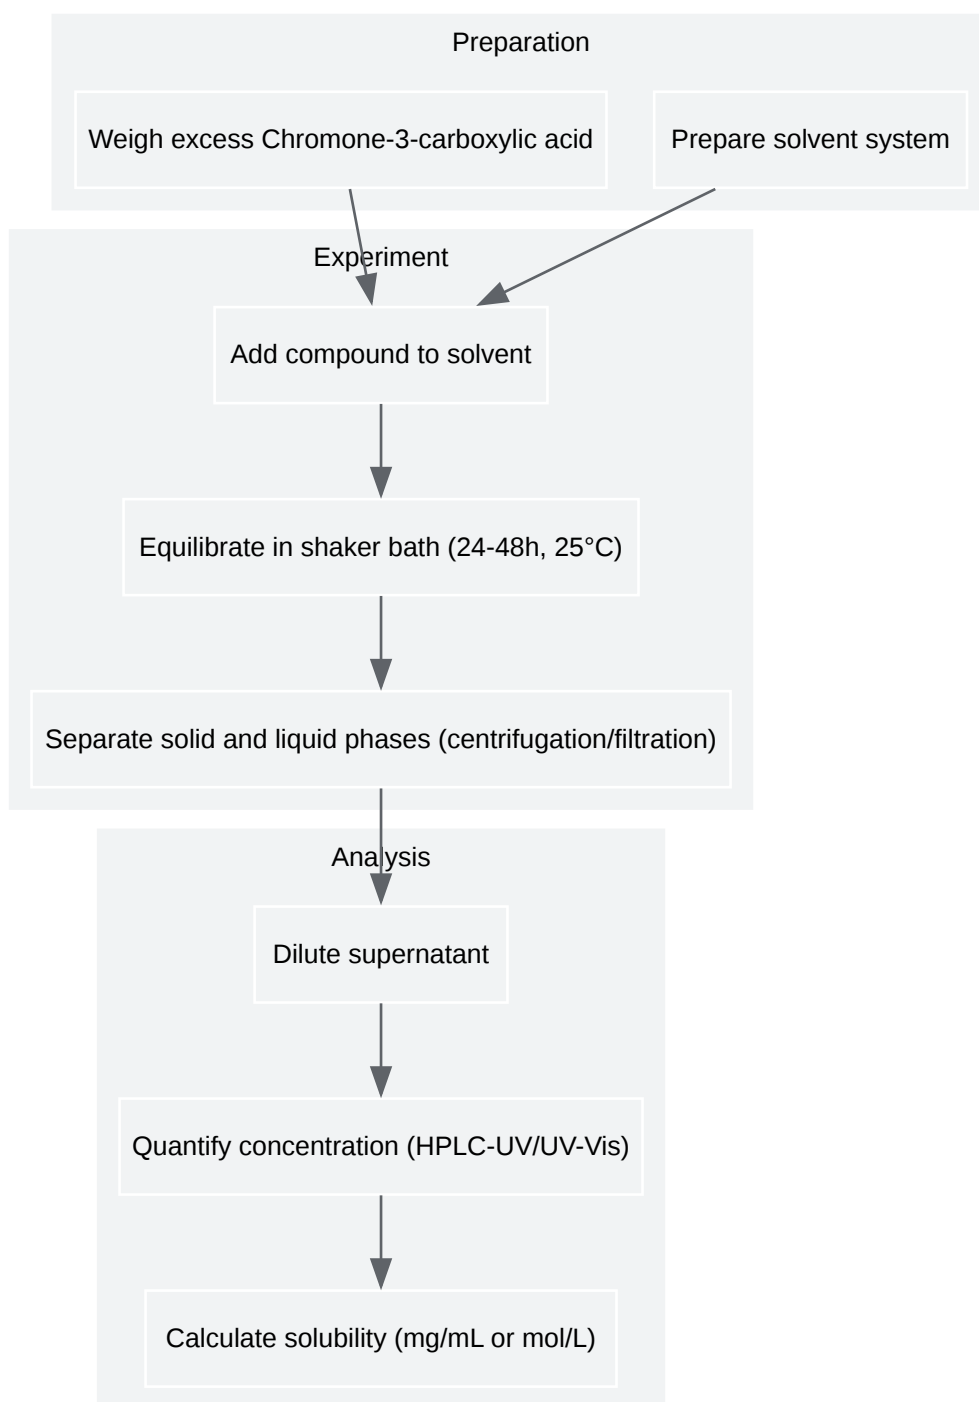 Preparation
Weigh excess Chromone-3-carboxylic acid
Prepare solvent system
Experiment
Add compound to solvent
Equilibrate in shaker bath (24-48h, 25°C)
Separate solid and liquid phases (centrifugation/filtration)
Analysis
Dilute supernatant
Quantify concentration (HPLC-UV/UV-Vis)
Calculate solubility (mg/mL or mol/L)